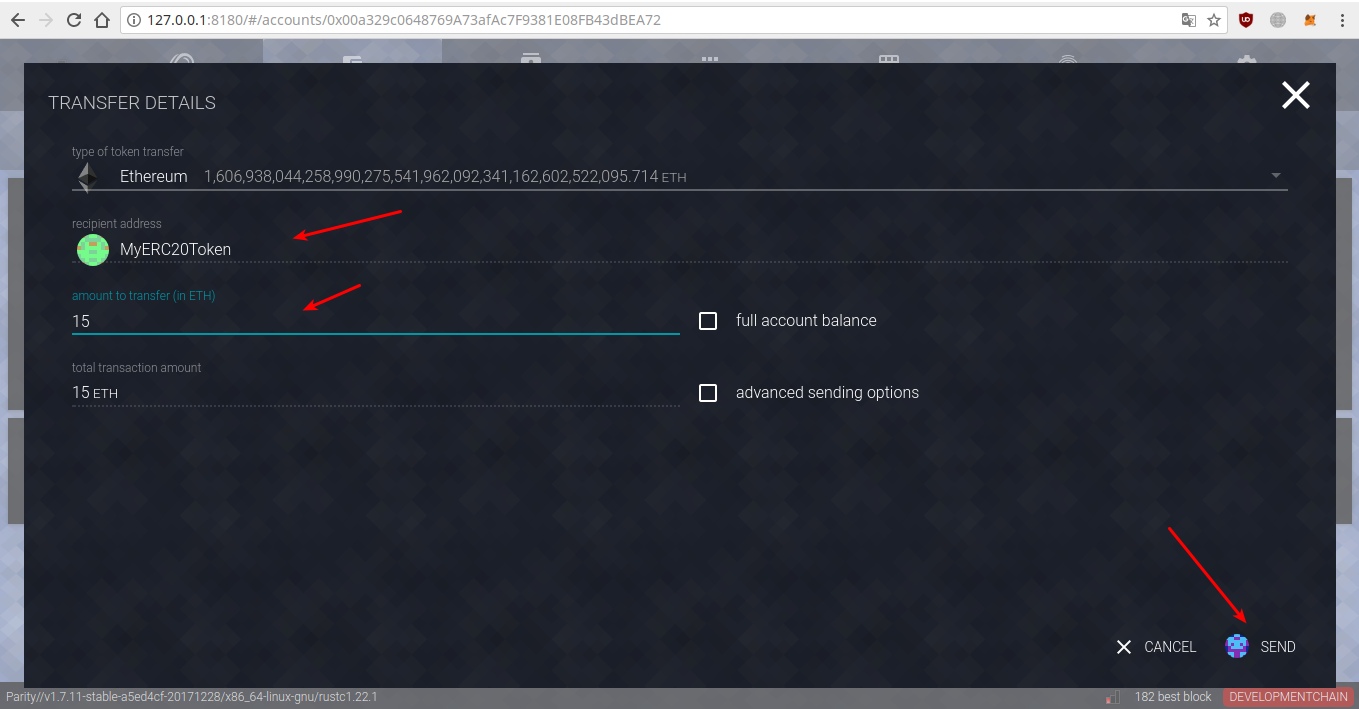 127.0.0.1:8180/#/accounts/0x00a329c0648769A73afAc7F9381E08FB43dBEA72
TRANSFER DETAILS
type of token transfer
Ethereum 1,606,938,044,258,990,275,541,962,092,341,162,602,522,095.714 ETH
recipient address
MyERC20Token
amount to transfer (in ETH)
15
full account balance
total transaction amount
15 ETH
advanced sending options
CANCEL
SEND
Parity//v1.7.11-stable-a5ed4cf-20171228/x86_64-linux-gnu/rustc1.22.1
182 best block
DEVELOPMENTCHAIN